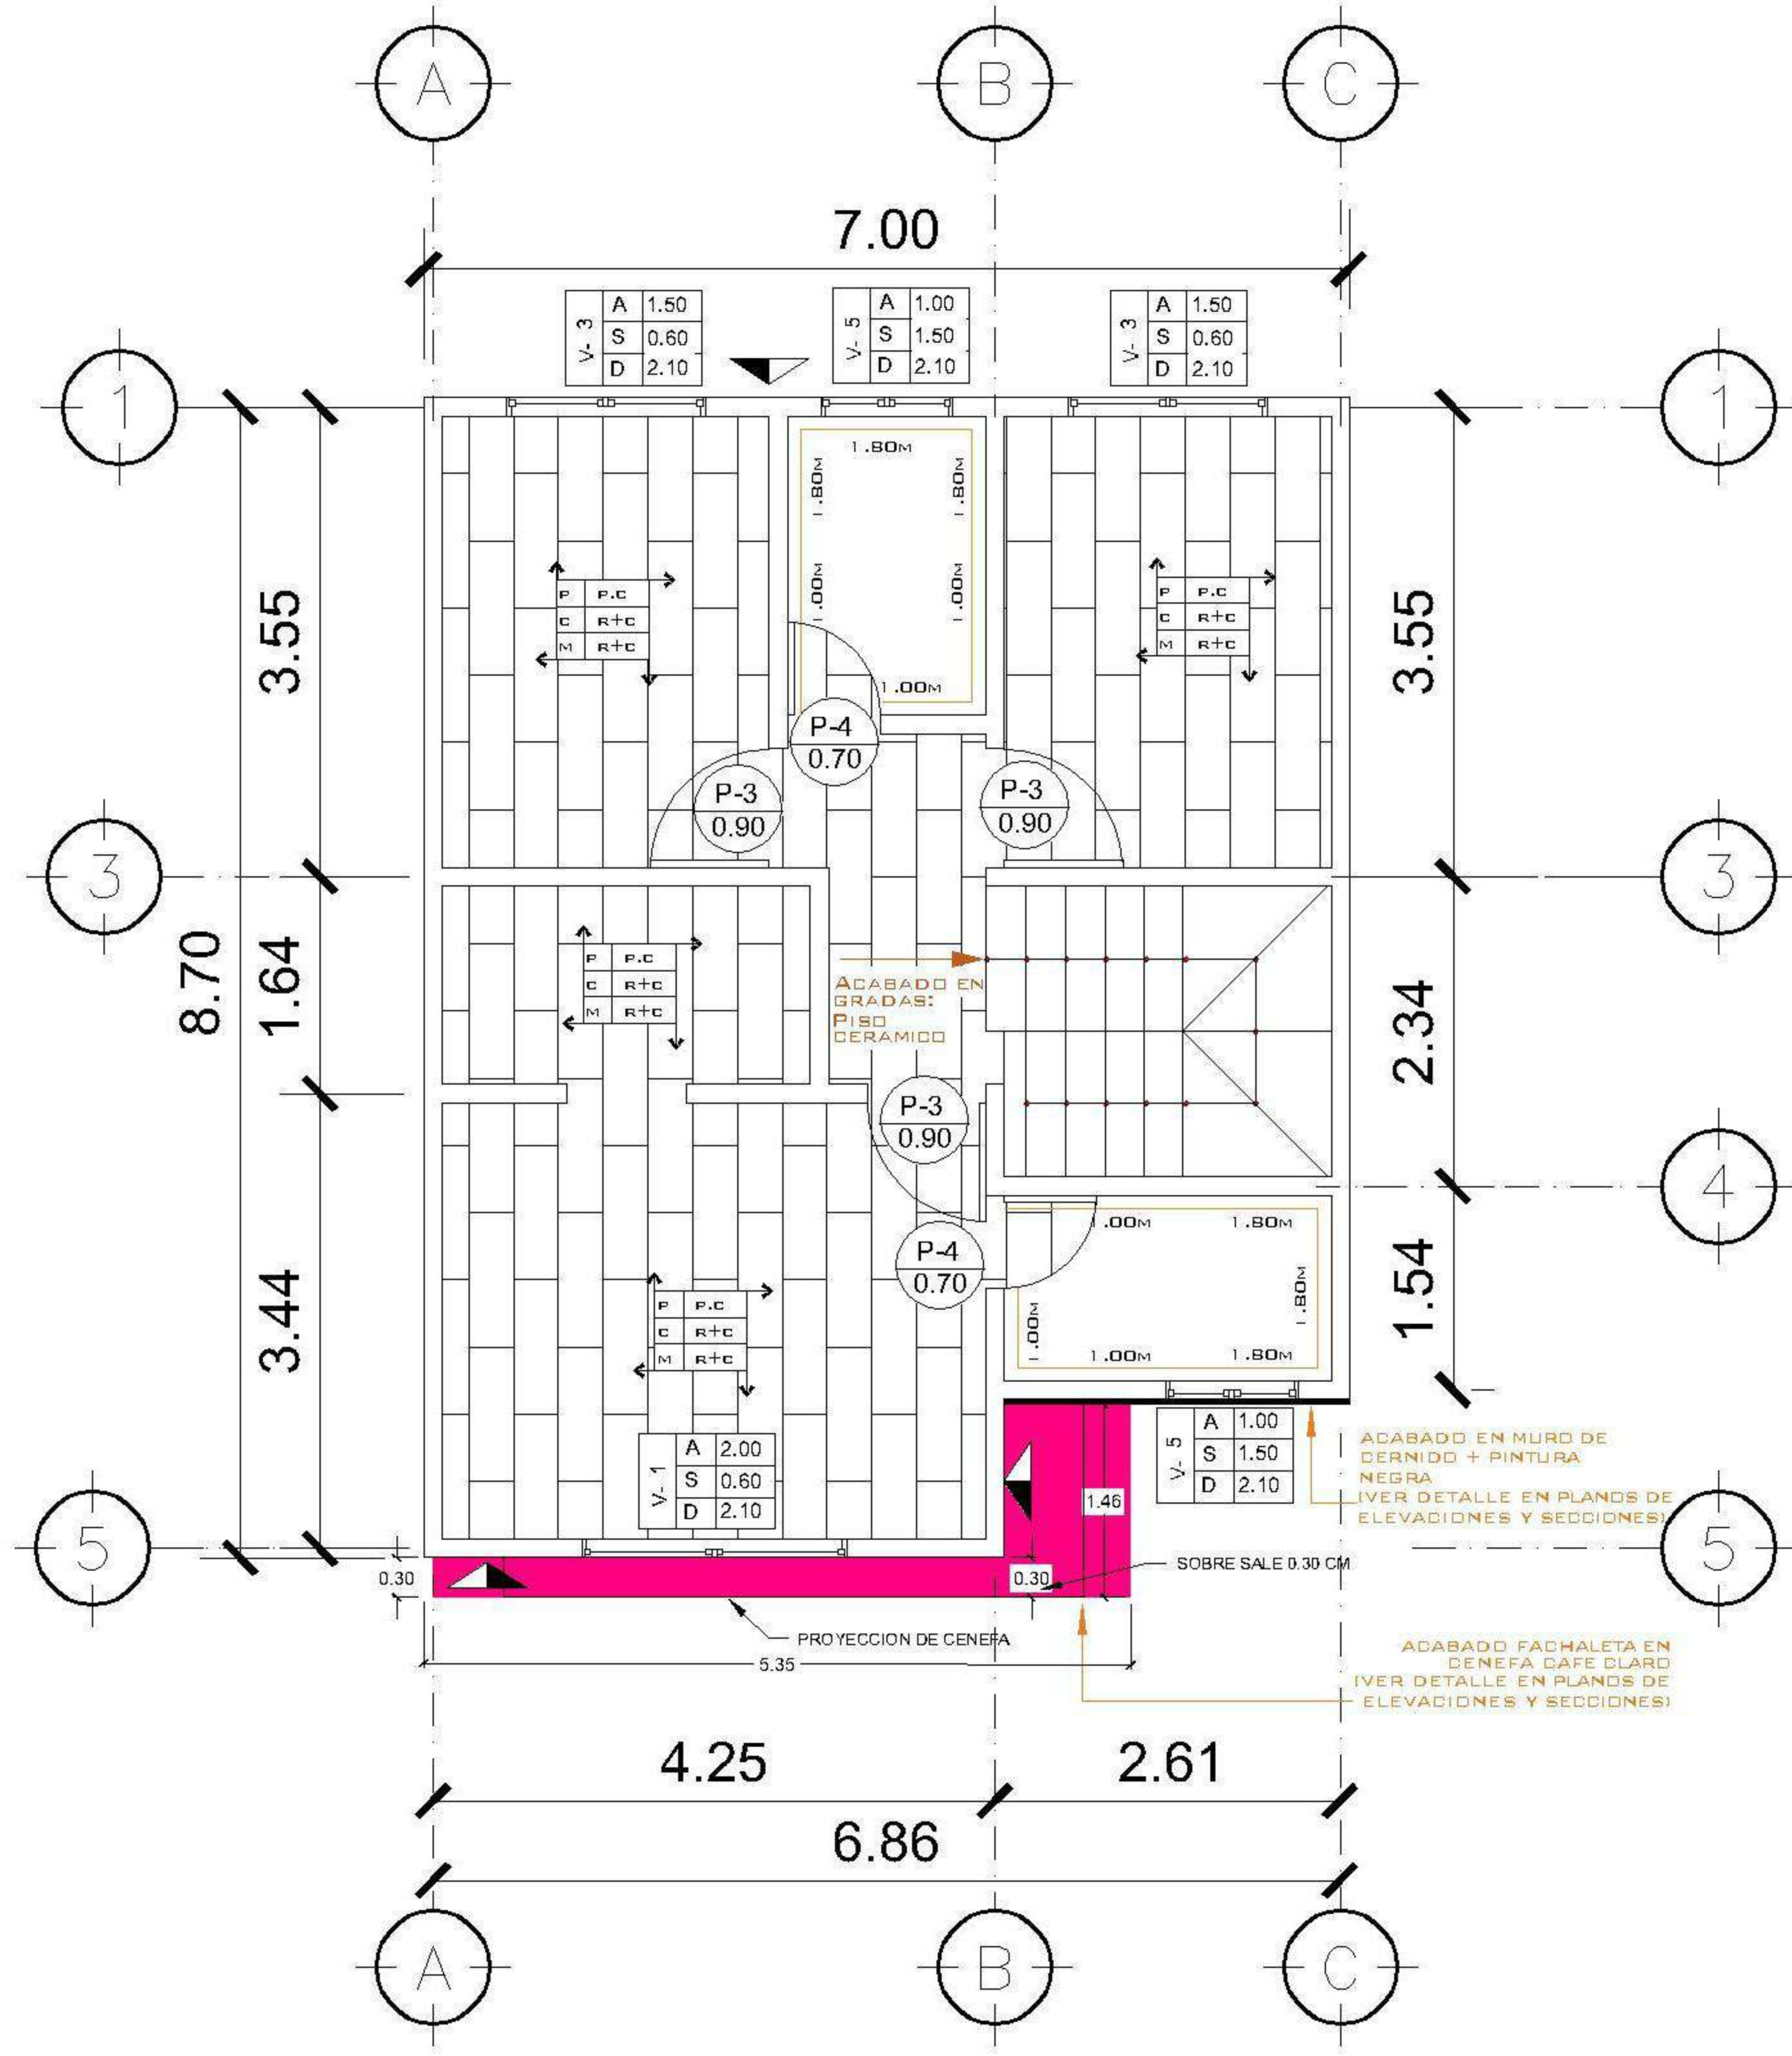 A
B
C
7.00
V-3
A 1.50
S 0.60
D 2.10
V-5
A 1.00
S 1.50
D 2.10
V-3
A 1.50
S 0.60
D 2.10
1
1
1.80M
1.80M
1.80M
1.00M
1.00M
1.00M
3.55
3.55
P P.C
C R+C
M R+C
P P.C
C R+C
M R+C
P-4
0.70
P-3
0.90
P-3
0.90
3
3
8.70
1.64
2.34
P P.C
C R+C
M R+C
ACABADO EN
GRADAS:
PISO
CERAMICO
P-3
0.90
4
P-4
0.70
1.00M 1.80M
1.00M
1.80M
1.00M 1.80M
3.44
1.54
P P.C
C R+C
M R+C
V-1
A 2.00
S 0.60
D 2.10
V-5
A 1.00
S 1.50
D 2.10
1.46
ACABADO EN MURO DE
CERNIDO + PINTURA
NEGRA
(VER DETALLE EN PLANOS DE
ELEVACIONES Y SECCIONES)
5
5
0.30
0.30
SOBRE SALE 0.30 CM
PROYECCION DE CENEFA
5.35
ACABADO FACHALETA EN
CENEFA CAFE CLARO
(VER DETALLE EN PLANOS DE
ELEVACIONES Y SECCIONES)
4.25
2.61
6.86
A
B
C